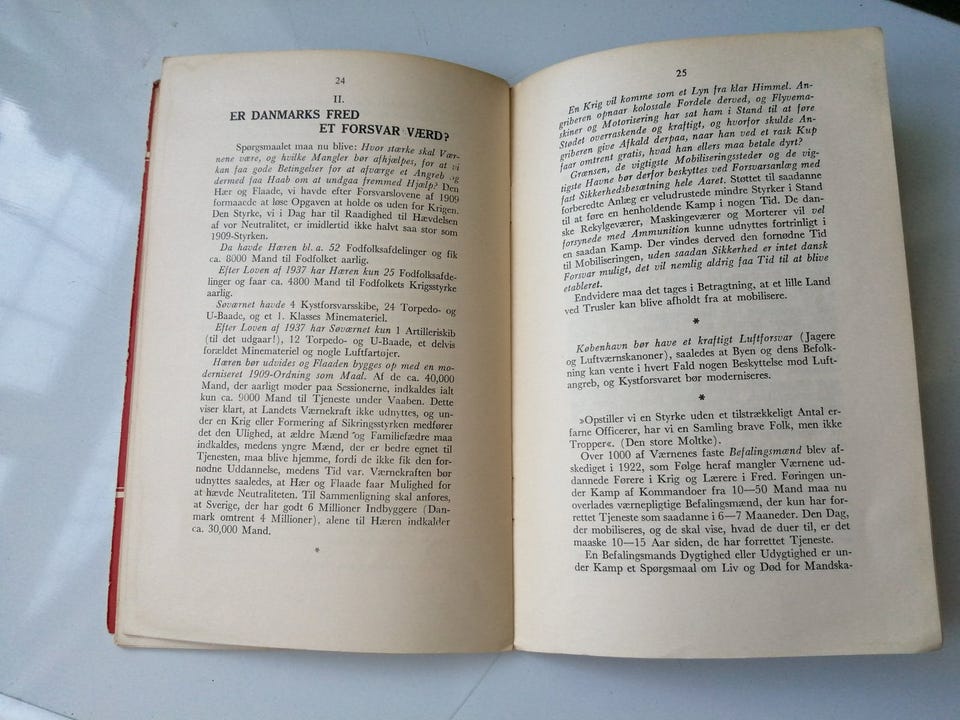 24
II.
ER DANMARKS FRED
ET FORSVAR VÆRD?
Spørgsmaalet maa nu blive: Hvor stærke skal Vær-
nene være, og hvilke Mangler bør afhjælpes, for at vi
kan faa gode Betingelser for at afværge et Angreb og
dermed faa Haab om at undgaa fremmed Hjælp? Den
Hær og Flaade, vi havde efter Forsvarslovene af 1909
formaaede at løse Opgaven at holde os uden for Krigen.
Den Styrke, vi i Dag har til Raadighed til Hævdelsen
af vor Neutralitet, er imidlertid ikke halvt saa stor som
1909-Styrken.
Da havde Hæren bl. a. 52 Fodfolksafdelinger og fik
ca. 8000 Mand til Fodfolket aarlig.
Efter Loven af 1937 har Hæren kun 25 Fodfolksafde-
linger og faar ca. 4800 Mand til Fodfolkets Krigsstyrke
aarlig.
Søværnet havde 4 Kystforsvarsskibe, 24 Torpedo- og
U-Baade, og et 1. Klasses Minemateriel.
Efter Loven af 1937 har Søværnet kun 1 Artilleriskib
(til det udgaar!), 12 Torpedo- og U-Baade, et delvis
forældet Minemateriel og nogle Luftfartøjer.
Hæren bør udvides og Flaaden bygges op med en mo-
derniseret 1909-Ordning som Maal. Af de ca. 40,000
Mand, der aarligt møder paa Sessionerne, indkaldes ialt
kun ca. 9000 Mand til Tjeneste under Vaaben. Dette
viser klart, at Landets Værnekraft ikke udnyttes, og un-
der en Krig eller Formering af Sikringstyrken medfører
det den Ulighed, at ældre Mænd og Familiefædre maa
indkaldes, medens yngre Mænd, der er bedre egnet til
Tjenesten, maa blive hjemme, fordi de ikke fik den for-
nødne Uddannelse, medens Tid var. Værnekraften bør
udnyttes saaledes, at Hær og Flaade faar Mulighed for
at hævde Neutraliteten. Til Sammenligning skal anføres,
at Sverige, der har godt 6 Millioner Indbyggere (Dan-
mark omtrent 4 Millioner), alene til Hæren indkalder
ca. 30,000 Mand.
*
25
En Krig vil komme som et Lyn fra klar Himmel. An-
griberen opnaar kolossale Fordele derved, og Flyvema-
skiner og Motorisering har sat ham i Stand til at føre
Stødet overraskende og kraftigt, og hvorfor skulde An-
griberen give Afkald derpaa, naar han ved et rask Kup
faar omtrent gratis, hvad han ellers maa betale dyrt?
Grænsen, de vigtigste Mobiliseringssteder og de vig-
tigste Havne bør derfor beskyttes ved Forsvarsanlæg med
fast Sikkerhedsbesætning hele Aaret. Støttet til saadanne
forberedte Anlæg er veludrustede mindre Styrker i Stand
til at føre en henholdende Kamp i nogen Tid. De dan-
ske Rekylgeværer, Maskingeværer og Morterer vil vel
forsynede med Ammunition kunne udnyttes fortrinligt i
en saadan Kamp. Der vindes derved den fornødne Tid
til Mobiliseringen, uden saadan Sikkerhed er intet dansk
Forsvar muligt, det vil nemlig aldrig faa Tid til at blive
etableret.
Endvidere maa det tages i Betragtning, at et lille Land
ved Trusler kan blive afholdt fra at mobilisere.
*
København bør have et kraftigt Luftforsvar (Jagere
og Luftværnskanoner), saaledes at Byen og dens Befolk-
ning kan vente i hvert Fald nogen Beskyttelse mod Luft-
angreb, og Kystforsvaret bør moderniseres.
*
»Opstiller vi en Styrke uden et tilstrækkeligt Antal er-
farne Officerer, har vi en Samling brave Folk, men ikke
Tropper«. (Den store Moltke).
Over 1000 af Værnenes faste Befalingsmænd blev af-
skediget i 1922, som Følge heraf mangler Værnene ud-
dannede Førere i Krig og Lærere i Fred. Føringen un-
der Kamp af Kommandoer fra 10—50 Mand maa nu
overlades værnepligtige Befalingsmænd, der kun har for-
rettet Tjeneste som saadanne i 6—7 Maaneder. Den Dag,
der mobiliseres, og de skal vise, hvad de duer til, er det
maaske 10—15 Aar siden, de har forrettet Tjeneste.
En Befalingsmands Dygtighed eller Udygtighed er un-
der Kamp et Spørgsmaal om Liv og Død for Mandska-